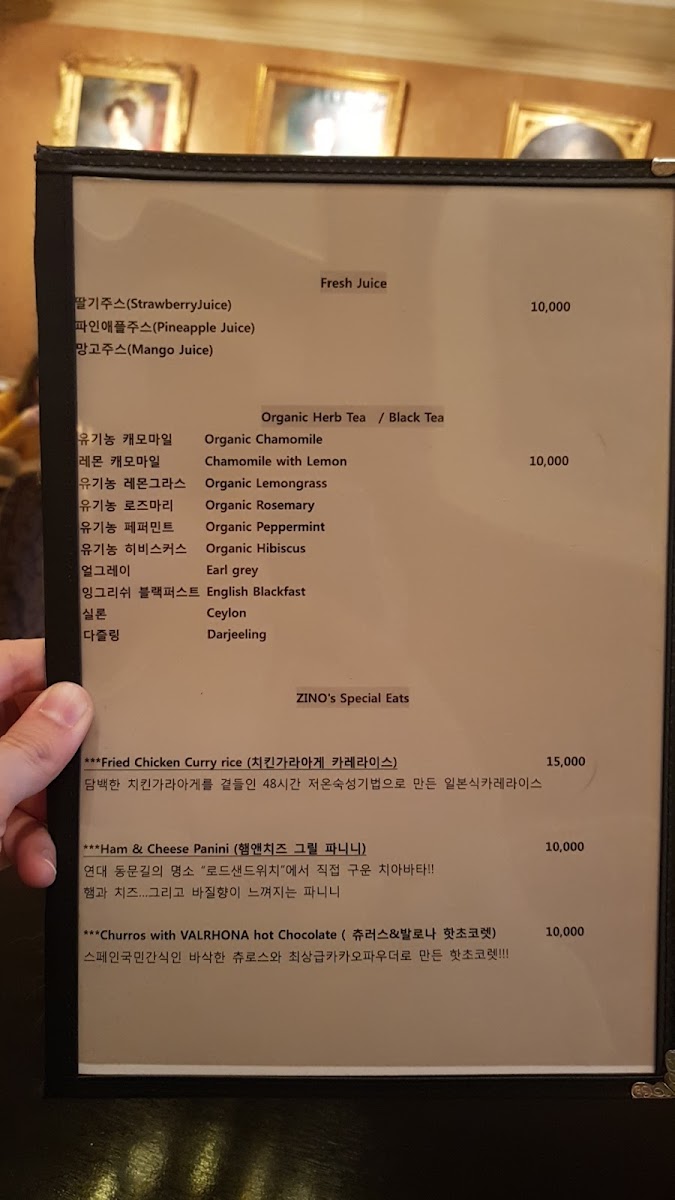 Fresh Juice
딸기주스(StrawberryJuice) 10,000
파인애플주스(Pineapple Juice)
망고주스(Mango Juice)
Organic Herb Tea / Black Tea
유기농 캐모마일 Organic Chamomile
레몬 캐모마일 Chamomile with Lemon 10,000
유기농 레몬그라스 Organic Lemongrass
유기농 로즈마리 Organic Rosemary
유기농 페퍼민트 Organic Peppermint
유기농 히비스커스 Organic Hibiscus
얼그레이 Earl grey
잉그리쉬 블랙퍼스트 English Blackfast
실론 Ceylon
다즐링 Darjeeling
ZINO's Special Eats
***Fried Chicken Curry rice (치킨가라아게 카레라이스) 15,000
담백한 치킨가라아게를 곁들인 48시간 저온숙성기법으로 만든 일본식카레라이스
***Ham & Cheese Panini (햄앤치즈 그릴 파니니) 10,000
연대 동문길의 명소 "로드샌드위치"에서 직접 구운 치아바타!!
햄과 치즈...그리고 바질향이 느껴지는 파니니
***Churros with VALRHONA hot Chocolate ( 츄러스&발로나 핫초코렛) 10,000
스페인국민간식인 바삭한 츄로스와 최상급카카오파우더로 만든 핫초코렛!!!